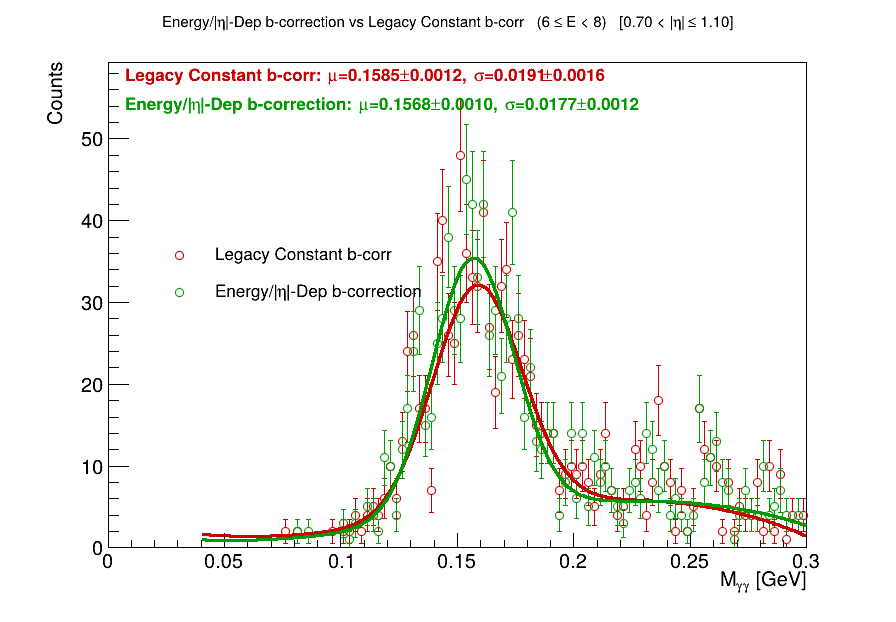 Energy/|η|-Dep b-correction vs Legacy Constant b-corr (6 ≤ E < 8) [0.70 < |η| ≤ 1.10]
Legacy Constant b-corr: μ=0.1585±0.0012, σ=0.0191±0.0016
Energy/|η|-Dep b-correction: μ=0.1568±0.0010, σ=0.0177±0.0012
Counts
50
40
30
20
10
0
Legacy Constant b-corr
Energy/|η|-Dep b-correction
0 0.05 0.1 0.15 0.2 0.25 0.3
Mγγ [GeV]